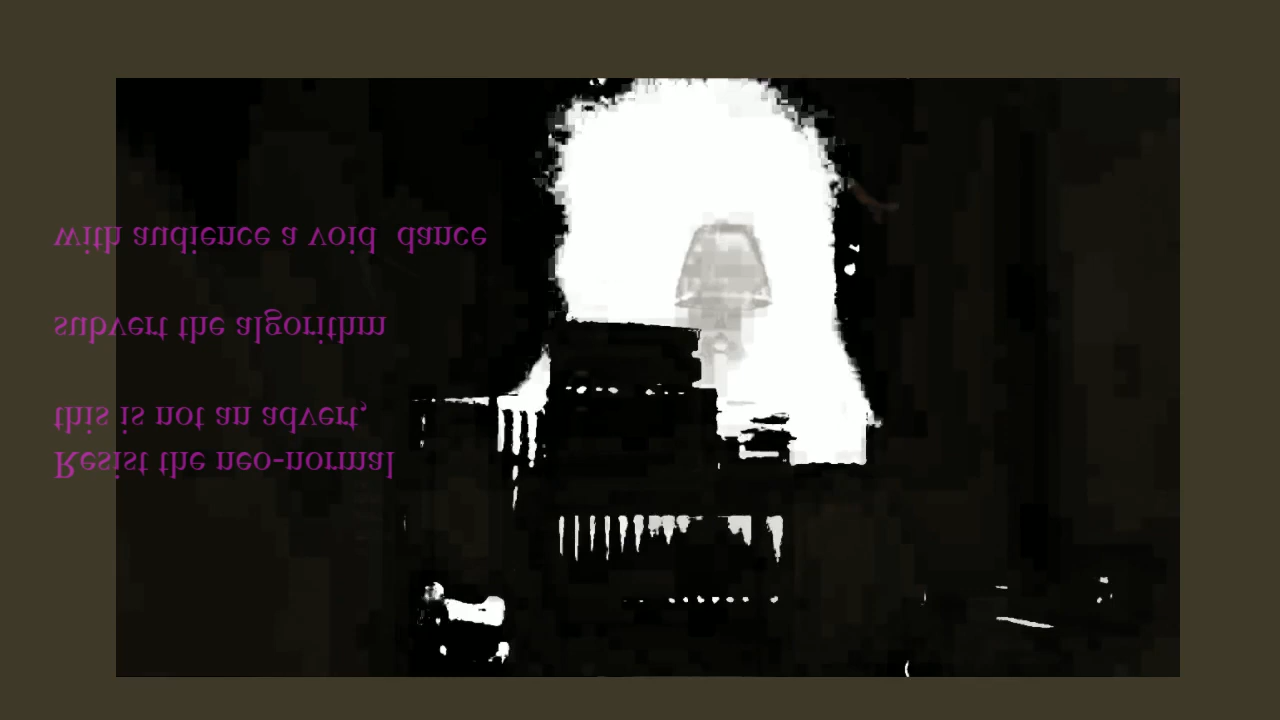 Resist the neo-normal
this is not an advert,
subvert the algorithm
with audience a void  dance